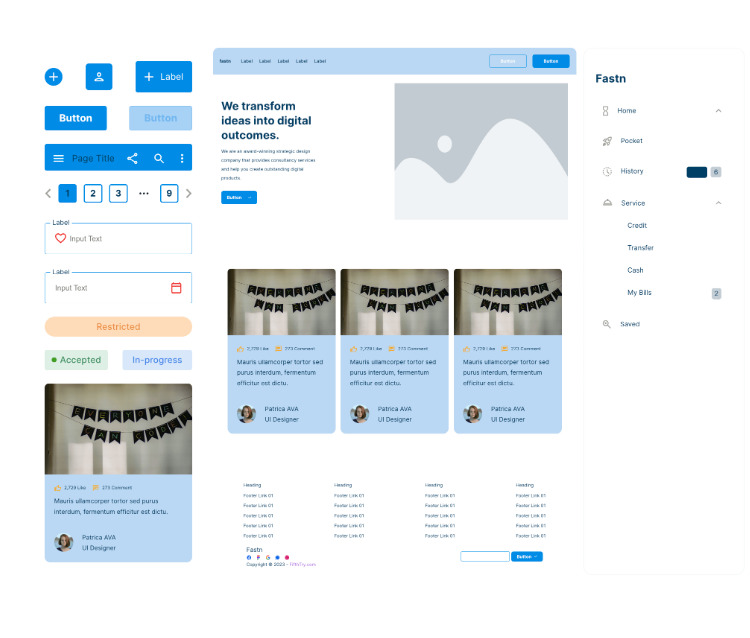 Label
Button
Button
Page Title
1 2 3 ... 9
Label
Input Text
Label
Input Text
Restricted
Accepted
In-progress
2,728 Like 273 Comment
Mauris ullamcorper tortor sed purus
interdum, fermentum efficitur est dictu.
Patrica AVA
UI Designer
fastn Label Label Label Label Label
Button
Button
We transform
ideas into digital
outcomes.
We are an award-winning strategic design
company that provides consultancy services
and help you create outstanding digital
products.
Button
2,728 Like 273 Comment
Mauris ullamcorper tortor sed
purus interdum, fermentum
efficitur est dictu.
Patrica AVA
UI Designer
2,728 Like 273 Comment
Mauris ullamcorper tortor sed
purus interdum, fermentum
efficitur est dictu.
Patrica AVA
UI Designer
2,728 Like 273 Comment
Mauris ullamcorper tortor sed
purus interdum, fermentum
efficitur est dictu.
Patrica AVA
UI Designer
Heading Heading Heading Heading
Footer Link 01 Footer Link 01 Footer Link 01 Footer Link 01
Footer Link 01 Footer Link 01 Footer Link 01 Footer Link 01
Footer Link 01 Footer Link 01 Footer Link 01 Footer Link 01
Footer Link 01 Footer Link 01 Footer Link 01 Footer Link 01
Footer Link 01 Footer Link 01 Footer Link 01 Footer Link 01
Fastn
Button
Copyright © 2023 -
Fastn
Home
Pocket
History 6
Service
Credit
Transfer
Cash
My Bills 2
Saved